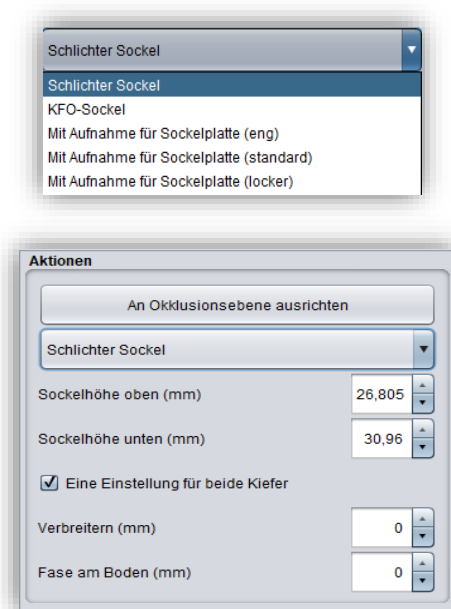 Schlichter Sockel
Schlichter Sockel
KFO-Sockel
Mit Aufnahme für Sockelplatte (eng)
Mit Aufnahme für Sockelplatte (standard)
Mit Aufnahme für Sockelplatte (locker)
Aktionen
An Okklusionsebene ausrichten
Schlichter Sockel
Sockelhöhe oben (mm) 26,805
Sockelhöhe unten (mm) 30,96
Eine Einstellung für beide Kiefer
Verbreitern (mm) 0
Fase am Boden (mm) 0